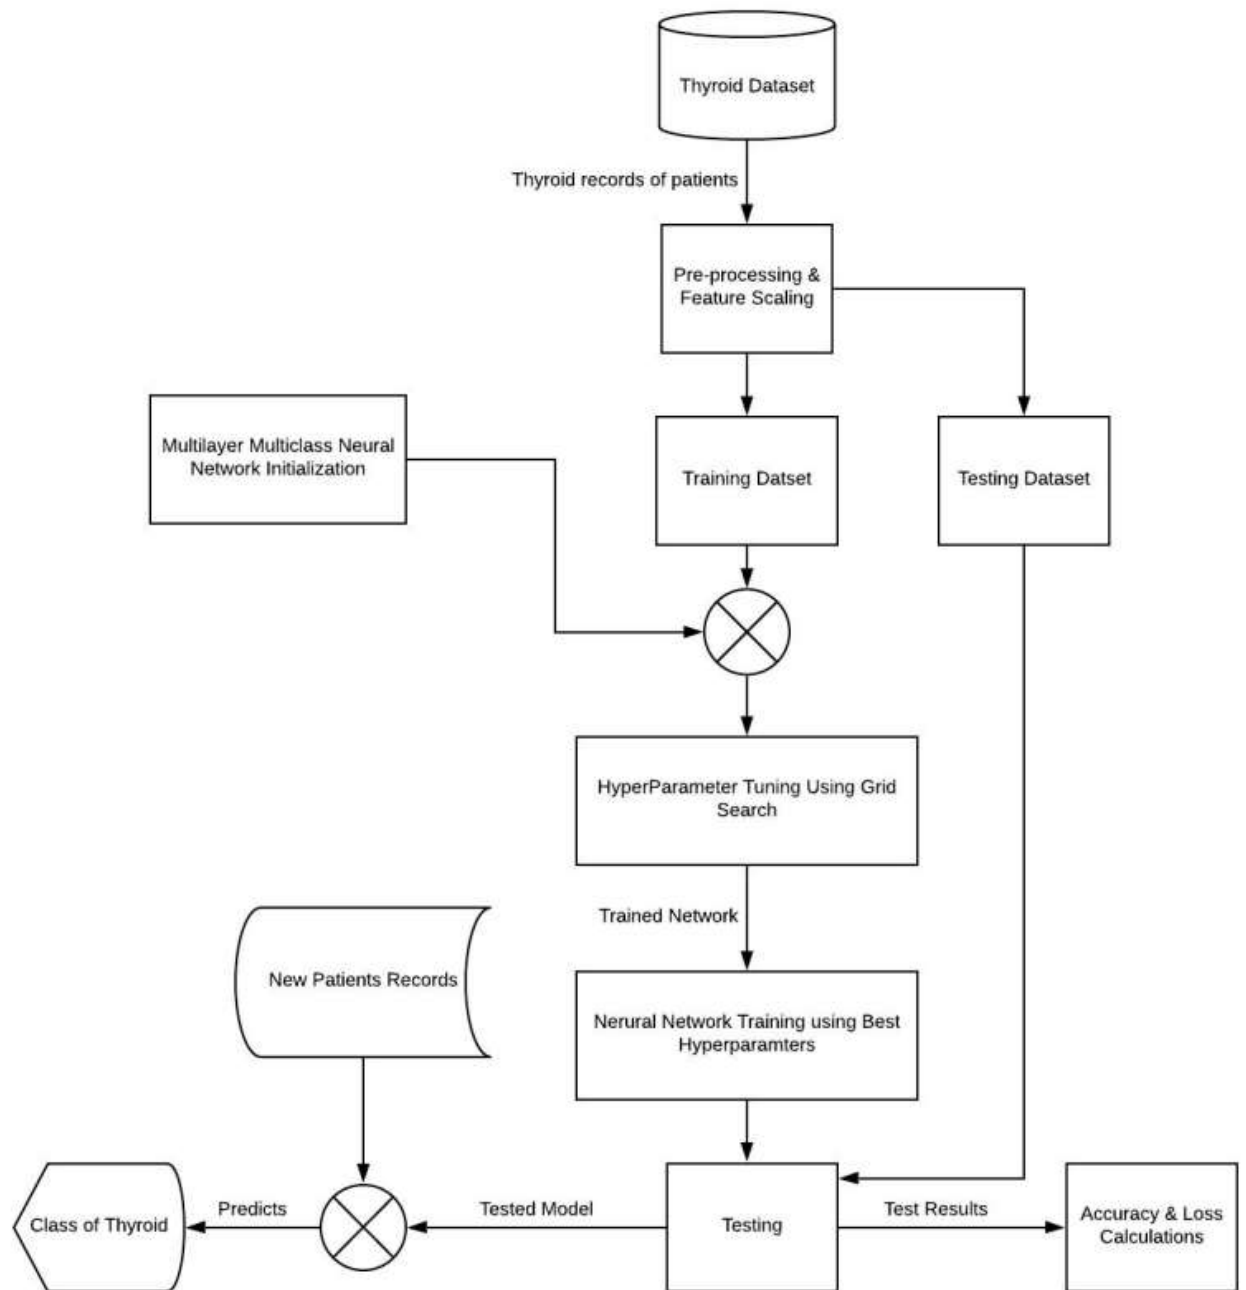 Thyroid Dataset
Thyroid records of patients
Pre-processing &
Feature Scaling
Multilayer Multiclass Neural
Network Initialization
Training Datset
Testing Dataset
HyperParameter Tuning Using Grid
Search
Trained Network
New Patients Records
Nerural Network Training using Best
Hyperparamters
Class of Thyroid
Predicts
Tested Model
Testing
Test Results
Accuracy & Loss
Calculations